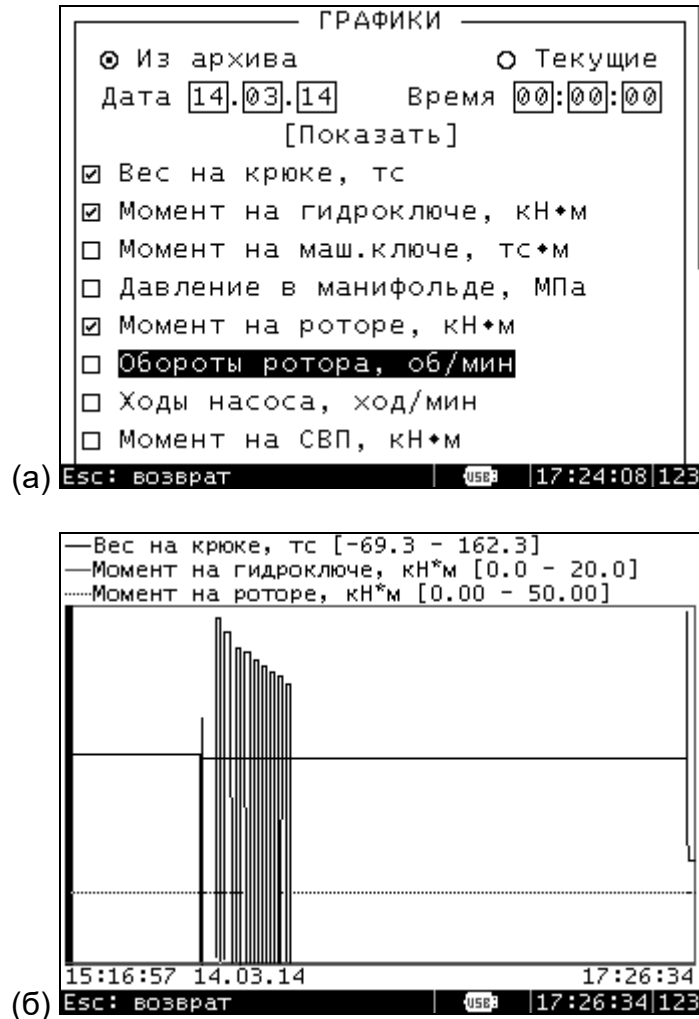 ГРАФИКИ
Из архива Текущие
Дата 14.03.14 Время 00:00:00
[Показать]
Вес на крюке, тс
Момент на гидроключе, кН•м
Момент на маш.ключе, тс•м
Давление в манифольде, МПа
Момент на роторе, кН•м
Обороты ротора, об/мин
Ходы насоса, ход/мин
Момент на СВП, кН•м
(а) Esc: возврат USB 17:24:08 123
Вес на крюке, тс [-69.3 - 162.3]
Момент на гидроключе, кН*м [0.0 - 20.0]
Момент на роторе, кН*м [0.00 - 50.00]
15:16:57 14.03.14 17:26:34
(б) Esc: возврат USB 17:26:34 123